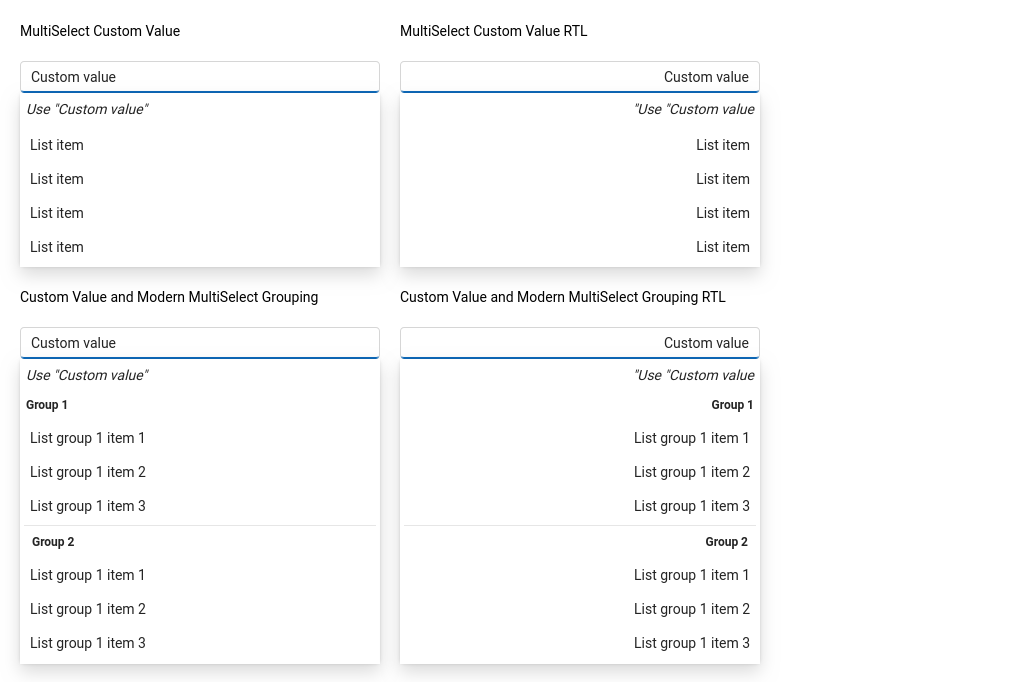 MultiSelect Custom Value
Custom value
Use "Custom value"
List item
List item
List item
List item
MultiSelect Custom Value RTL
Custom value
"Use "Custom value
List item
List item
List item
List item
Custom Value and Modern MultiSelect Grouping
Custom value
Use "Custom value"
Group 1
List group 1 item 1
List group 1 item 2
List group 1 item 3
Group 2
List group 1 item 1
List group 1 item 2
List group 1 item 3
Custom Value and Modern MultiSelect Grouping RTL
Custom value
"Use "Custom value
Group 1
List group 1 item 1
List group 1 item 2
List group 1 item 3
Group 2
List group 1 item 1
List group 1 item 2
List group 1 item 3